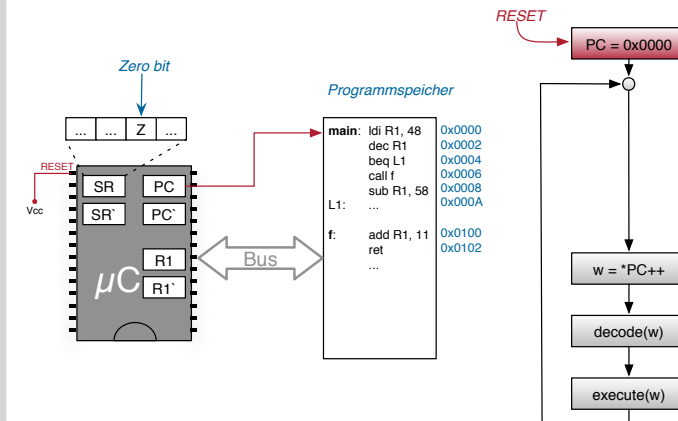 RESET
PC = 0x0000
Zero bit
Programmspeicher
... ... Z ...
main: ldi R1, 48 0x0000
dec R1 0x0002
beq L1 0x0004
call f 0x0006
sub R1, 58 0x0008
L1: ... 0x000A
f: add R1, 11 0x0100
ret 0x0102
...
RESET
Vcc
SR PC
SR` PC`
R1
R1`
µC
Bus
w = *PC++
decode(w)
execute(w)